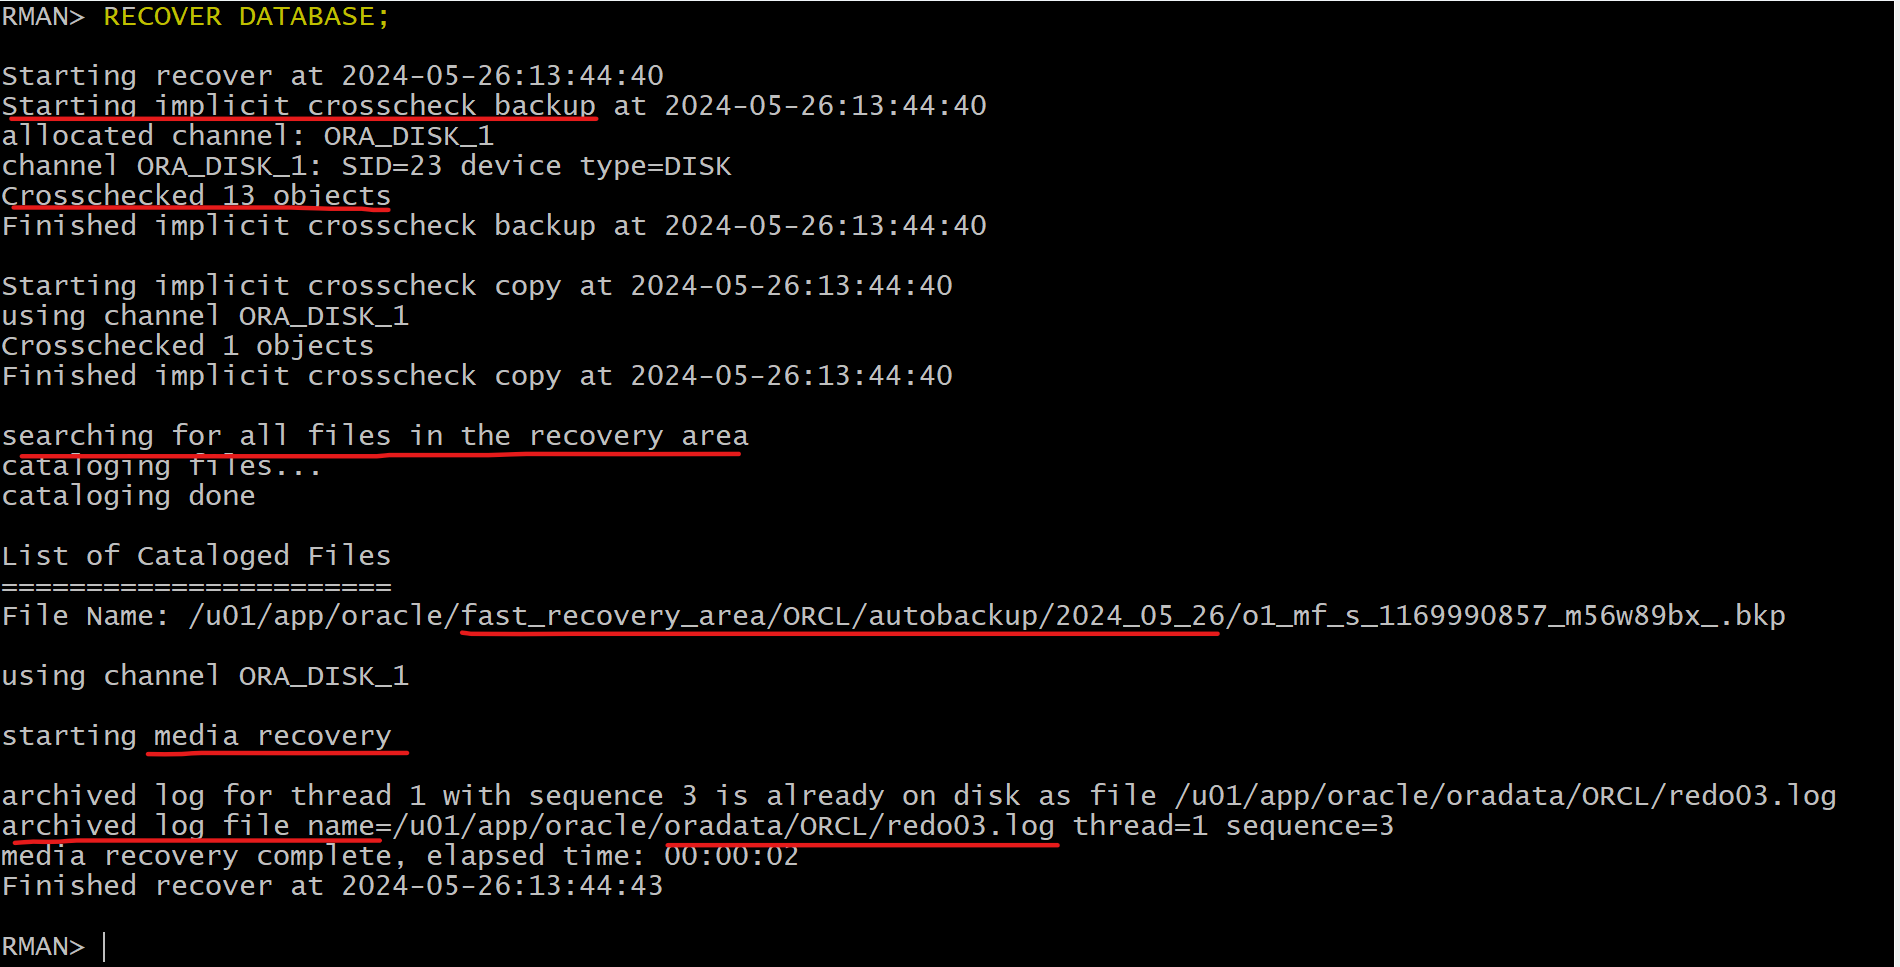 RMAN> RECOVER DATABASE;
Starting recover at 2024-05-26:13:44:40
Starting implicit crosscheck backup at 2024-05-26:13:44:40
allocated channel: ORA_DISK_1
channel ORA_DISK_1: SID=23 device type=DISK
Crosschecked 13 objects
Finished implicit crosscheck backup at 2024-05-26:13:44:40
Starting implicit crosscheck copy at 2024-05-26:13:44:40
using channel ORA_DISK_1
Crosschecked 1 objects
Finished implicit crosscheck copy at 2024-05-26:13:44:40
searching for all files in the recovery area
cataloging files...
cataloging done
List of Cataloged Files
=======================
File Name: /u01/app/oracle/fast_recovery_area/ORCL/autobackup/2024_05_26/o1_mf_s_1169990857_m56w89bx_.bkp
using channel ORA_DISK_1
starting media recovery
archived log for thread 1 with sequence 3 is already on disk as file /u01/app/oracle/oradata/ORCL/redo03.log
archived log file name=/u01/app/oracle/oradata/ORCL/redo03.log thread=1 sequence=3
media recovery complete, elapsed time: 00:00:02
Finished recover at 2024-05-26:13:44:43
RMAN>